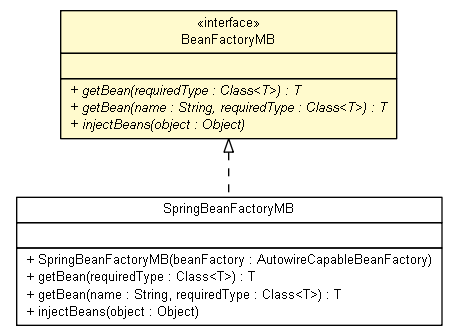 «interface»
BeanFactoryMB
+ getBean(requiredType : Class<T>) : T
+ getBean(name : String, requiredType : Class<T>) : T
+ injectBeans(object : Object)
SpringBeanFactoryMB
+ SpringBeanFactoryMB(beanFactory : AutowireCapableBeanFactory)
+ getBean(requiredType : Class<T>) : T
+ getBean(name : String, requiredType : Class<T>) : T
+ injectBeans(object : Object)